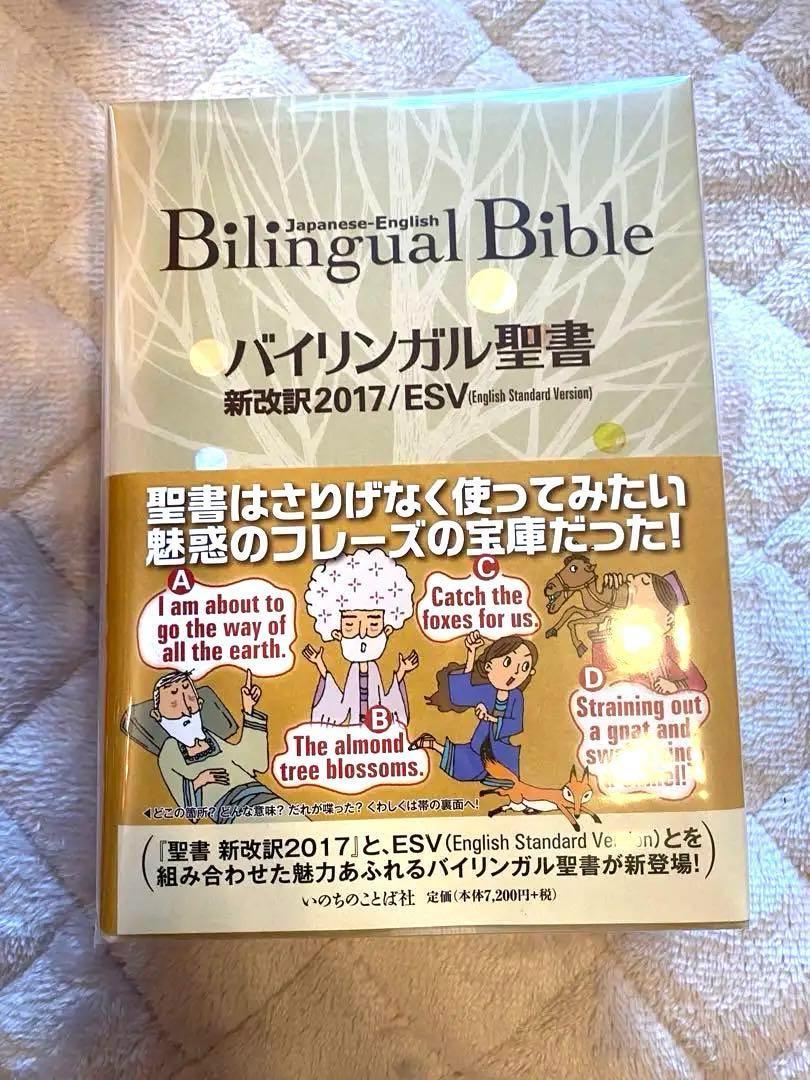 Japanese-English
Bilingual Bible
バイリンガル聖書
新改訳2017/ESV(English Standard Version)
聖書はさりげなく使ってみたい
魅惑のフレーズの宝庫だった!
A
I am about to
go the way of
all the earth.
B
The almond
tree blossoms.
C
Catch the
foxes for us.
D
Straining out
a gnat and
◀どこの箇所? どんな意味? だれが喋った? くわしくは帯の裏面へ!
『聖書 新改訳2017』と、ESV(English Standard Version)とを
組み合わせた魅力あふれるバイリンガル聖書が新登場!
いのちのことば社 定価(本体7,200円+税)